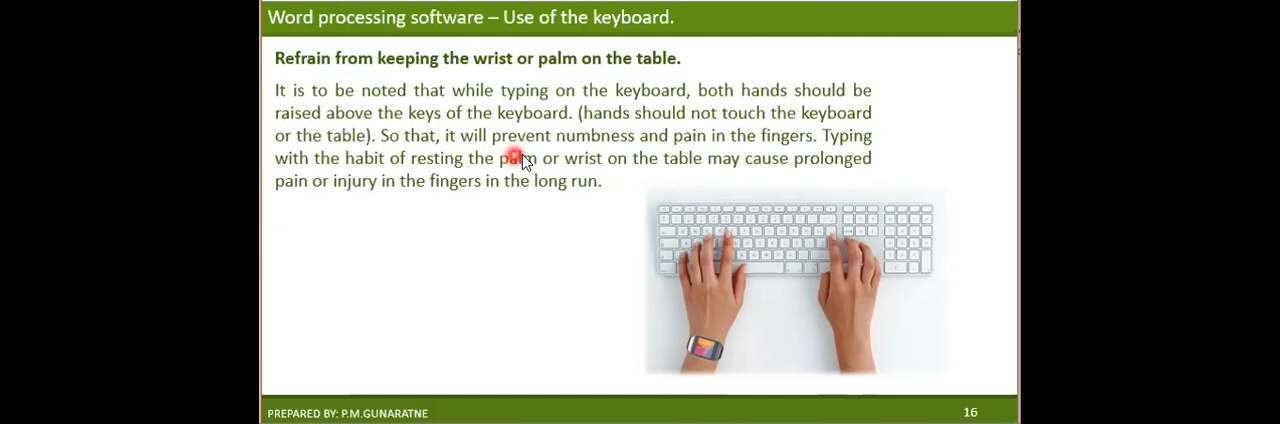 Word processing software – Use of the keyboard.
Refrain from keeping the wrist or palm on the table.
It is to be noted that while typing on the keyboard, both hands should be
raised above the keys of the keyboard. (hands should not touch the keyboard
or the table). So that, it will prevent numbness and pain in the fingers. Typing
with the habit of resting the palm or wrist on the table may cause prolonged
pain or injury in the fingers in the long run.
PREPARED BY: P.M.GUNARATNE
16